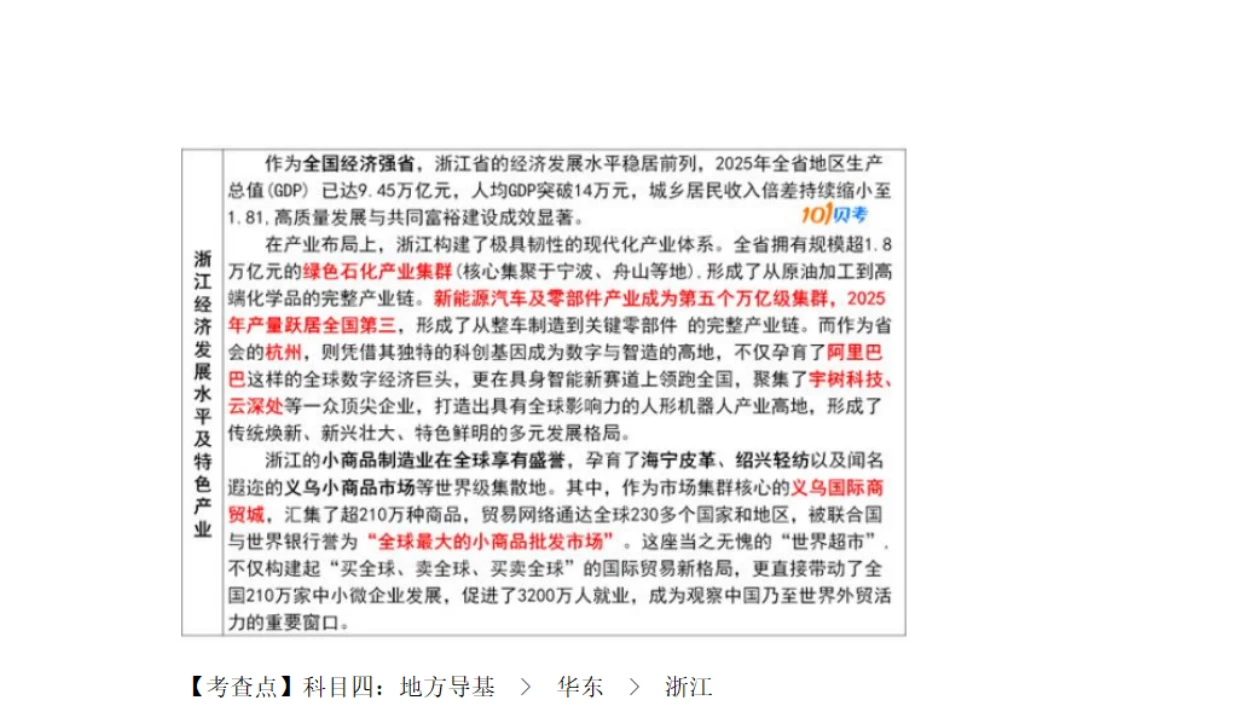 浙江经济发展水平及特色产业
作为全国经济强省，浙江省的经济发展水平稳居前列，2025年全省地区生产
总值(GDP) 已达9.45万亿元，人均GDP突破14万元，城乡居民收入倍差持续缩小至
1.81,高质量发展与共同富裕建设成效显著。
101贝考
在产业布局上，浙江构建了极具韧性的现代化产业体系。全省拥有规模超1.8
万亿元的绿色石化产业集群(核心集聚于宁波、舟山等地).形成了从原油加工到高
端化学品的完整产业链。新能源汽车及零部件产业成为第五个万亿级集群，2025
年产量跃居全国第三，形成了从整车制造到关键零部件 的完整产业链。而作为省
会的杭州，则凭借其独特的科创基因成为数字与智造的高地，不仅孕育了阿里巴
巴这样的全球数字经济巨头，更在具身智能新赛道上领跑全国，聚集了宇树科技、
云深处等一众顶尖企业，打造出具有全球影响力的人形机器人产业高地，形成了
传统焕新、新兴壮大、特色鲜明的多元发展格局。
浙江的小商品制造业在全球享有盛誉，孕育了海宁皮革、绍兴轻纺以及闻名
遐迩的义乌小商品市场等世界级集散地。其中，作为市场集群核心的义乌国际商
贸城，汇集了超210万种商品，贸易网络通达全球230多个国家和地区，被联合国
与世界银行誉为“全球最大的小商品批发市场”。这座当之无愧的“世界超市”.
不仅构建起“买全球、卖全球、买卖全球”的国际贸易新格局，更直接带动了全
国210万家中小微企业发展，促进了3200万人就业，成为观察中国乃至世界外贸活
力的重要窗口。
【考查点】科目四：地方导基 > 华东 > 浙江